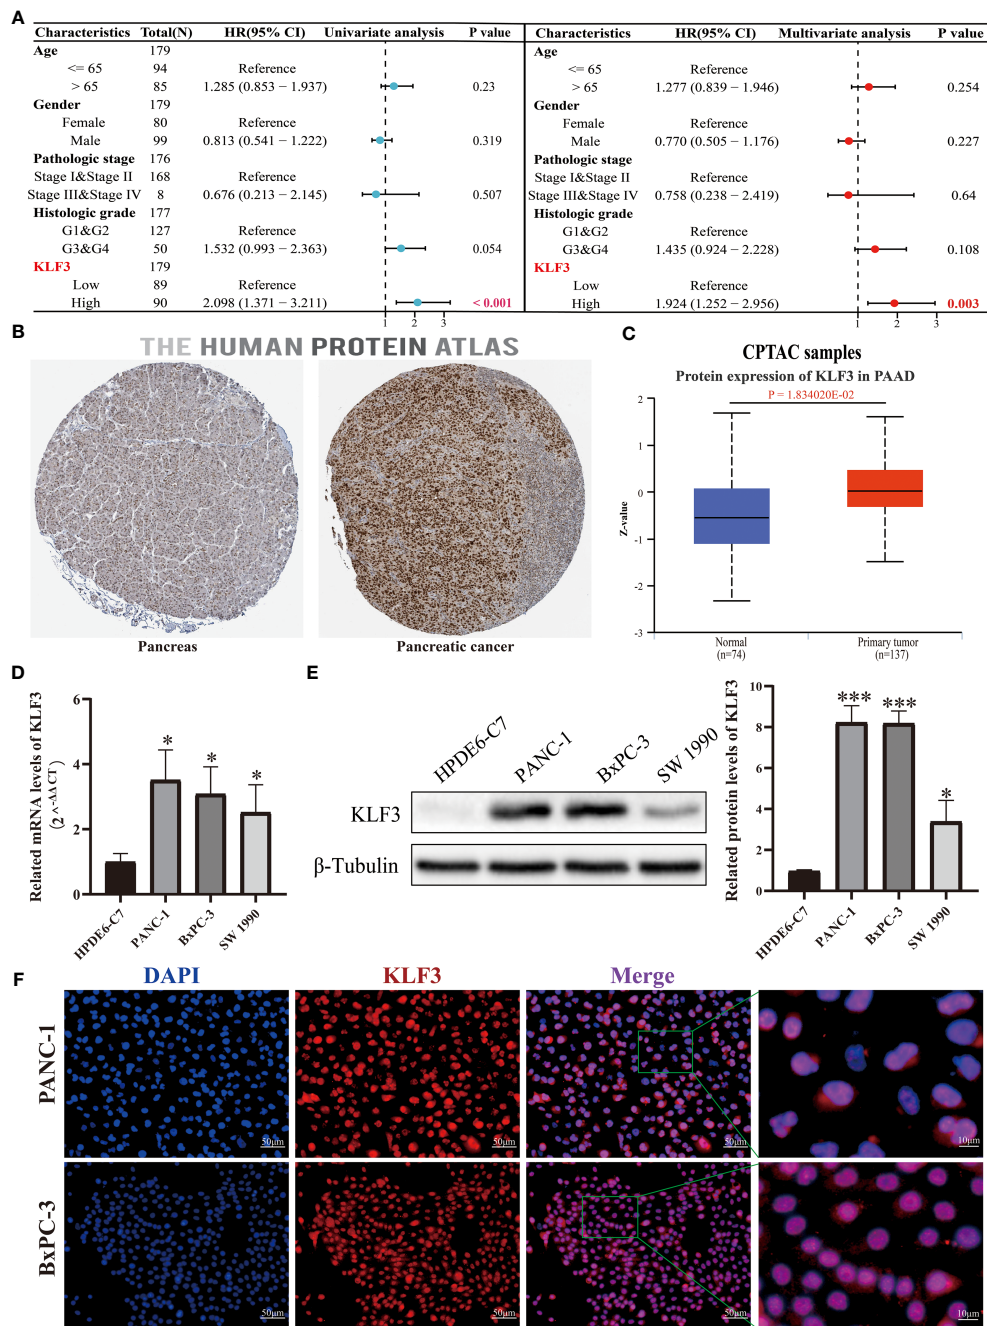 A
Characteristics Total(N) HR(95% CI) Univariate analysis P value
Age 179
<= 65 94 Reference
> 65 85 1.285 (0.853 − 1.937) 0.23
Gender 179
Female 80 Reference
Male 99 0.813 (0.541 − 1.222) 0.319
Pathologic stage 176
Stage I&Stage II 168 Reference
Stage III&Stage IV 8 0.676 (0.213 − 2.145) 0.507
Histologic grade 177
G1&G2 127 Reference
G3&G4 50 1.532 (0.993 − 2.363) 0.054
KLF3 179
Low 89 Reference
High 90 2.098 (1.371 − 3.211) < 0.001
1 2 3
Characteristics HR(95% CI) Multivariate analysis P value
Age
<= 65 Reference
> 65 1.277 (0.839 − 1.946) 0.254
Gender
Female Reference
Male 0.770 (0.505 − 1.176) 0.227
Pathologic stage
Stage I&Stage II Reference
Stage III&Stage IV 0.758 (0.238 − 2.419) 0.64
Histologic grade
G1&G2 Reference
G3&G4 1.435 (0.924 − 2.228) 0.108
KLF3
Low Reference
High 1.924 (1.252 − 2.956) 0.003
1 2 3
B
THE HUMAN PROTEIN ATLAS
Pancreas
Pancreatic cancer
C
CPTAC samples
Protein expression of KLF3 in PAAD
P = 1.834020E-02
Z-value
2
1
0
-1
-2
-3
Normal
(n=74)
Primary tumor
(n=137)
D
Related mRNA levels of KLF3
(2^-ΔΔCT)
6
4
2
0
* * *
HPDE6-C7
PANC-1
BxPC-3
SW 1990
E
HPDE6-C7
PANC-1
BxPC-3
SW 1990
KLF3
β-Tubulin
Related protein levels of KLF3
10
8
6
4
2
0
*** *** *
HPDE6-C7
PANC-1
BxPC-3
SW 1990
F
DAPI KLF3 Merge
PANC-1
50μm 50μm 50μm 10μm
BxPC-3
50μm 50μm 50μm 10μm